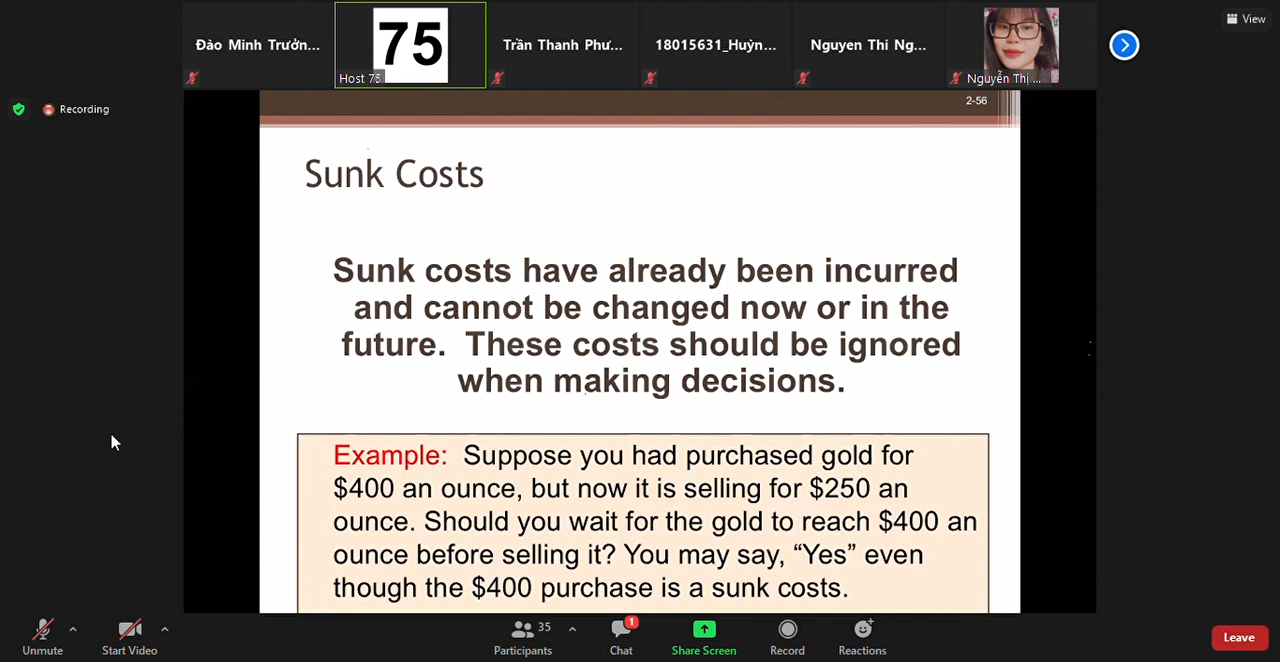 Đào Minh Trưởn...
75
Host 75
Trần Thanh Phư...
18015631_Huỳn...
Nguyen Thi Ng...
Nguyễn Thị ...
View
Recording
2-56
Sunk Costs
Sunk costs have already been incurred
and cannot be changed now or in the
future. These costs should be ignored
when making decisions.
Example: Suppose you had purchased gold for
$400 an ounce, but now it is selling for $250 an
ounce. Should you wait for the gold to reach $400 an
ounce before selling it? You may say, “Yes” even
though the $400 purchase is a sunk costs.
Unmute
Start Video
35
Participants
1
Chat
Share Screen
Record
Reactions
Leave